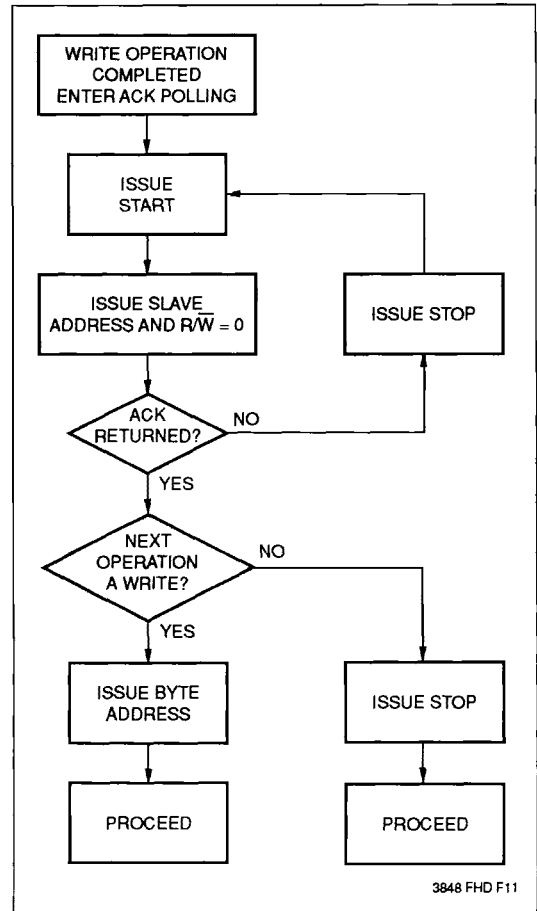 WRITE OPERATION
COMPLETED
ENTER ACK POLLING
ISSUE
START
ISSUE SLAVE
ADDRESS AND R/W̅ = 0
ISSUE STOP
ACK
RETURNED?
NO
YES
NEXT
OPERATION
A WRITE?
NO
YES
ISSUE BYTE
ADDRESS
ISSUE STOP
PROCEED
PROCEED
3848 FHD F11